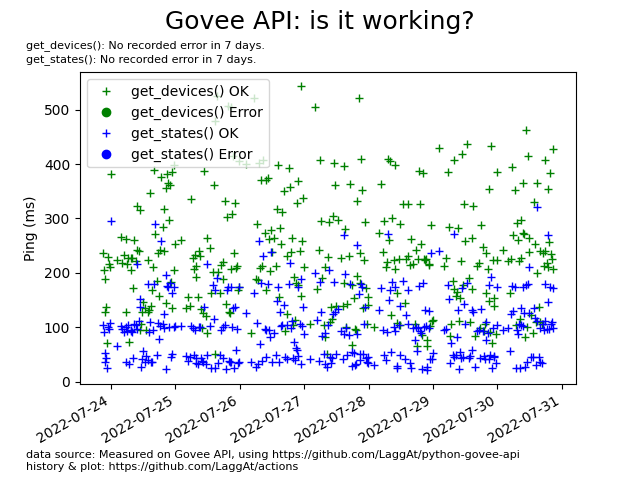 Govee API: is it working?
get_devices(): No recorded error in 7 days.
get_states(): No recorded error in 7 days.
get_devices() OK
get_devices() Error
get_states() OK
get_states() Error
Ping (ms)
500
400
300
200
100
0
2022-07-24
2022-07-25
2022-07-26
2022-07-27
2022-07-28
2022-07-29
2022-07-30
2022-07-31
data source: Measured on Govee API, using https://github.com/LaggAt/python-govee-api
history & plot: https://github.com/LaggAt/actions